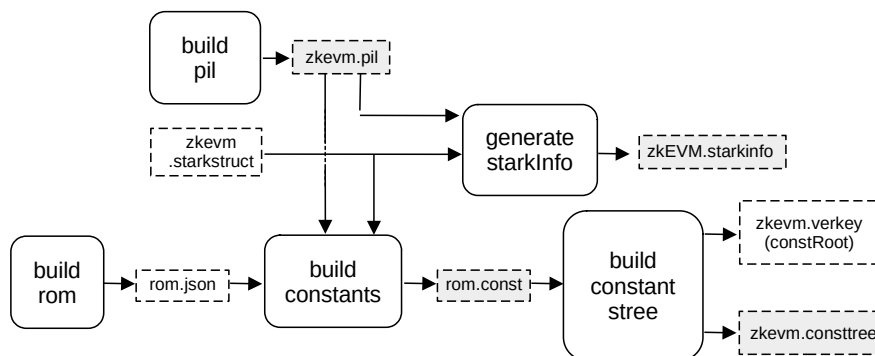 build
pil
zkevm.pil
zkevm
.starkstruct
generate
starkInfo
zkEVM.starkinfo
build
rom
rom.json
build
constants
rom.const
build
constant
stree
zkevm.verkey
(constRoot)
zkevm.consttree